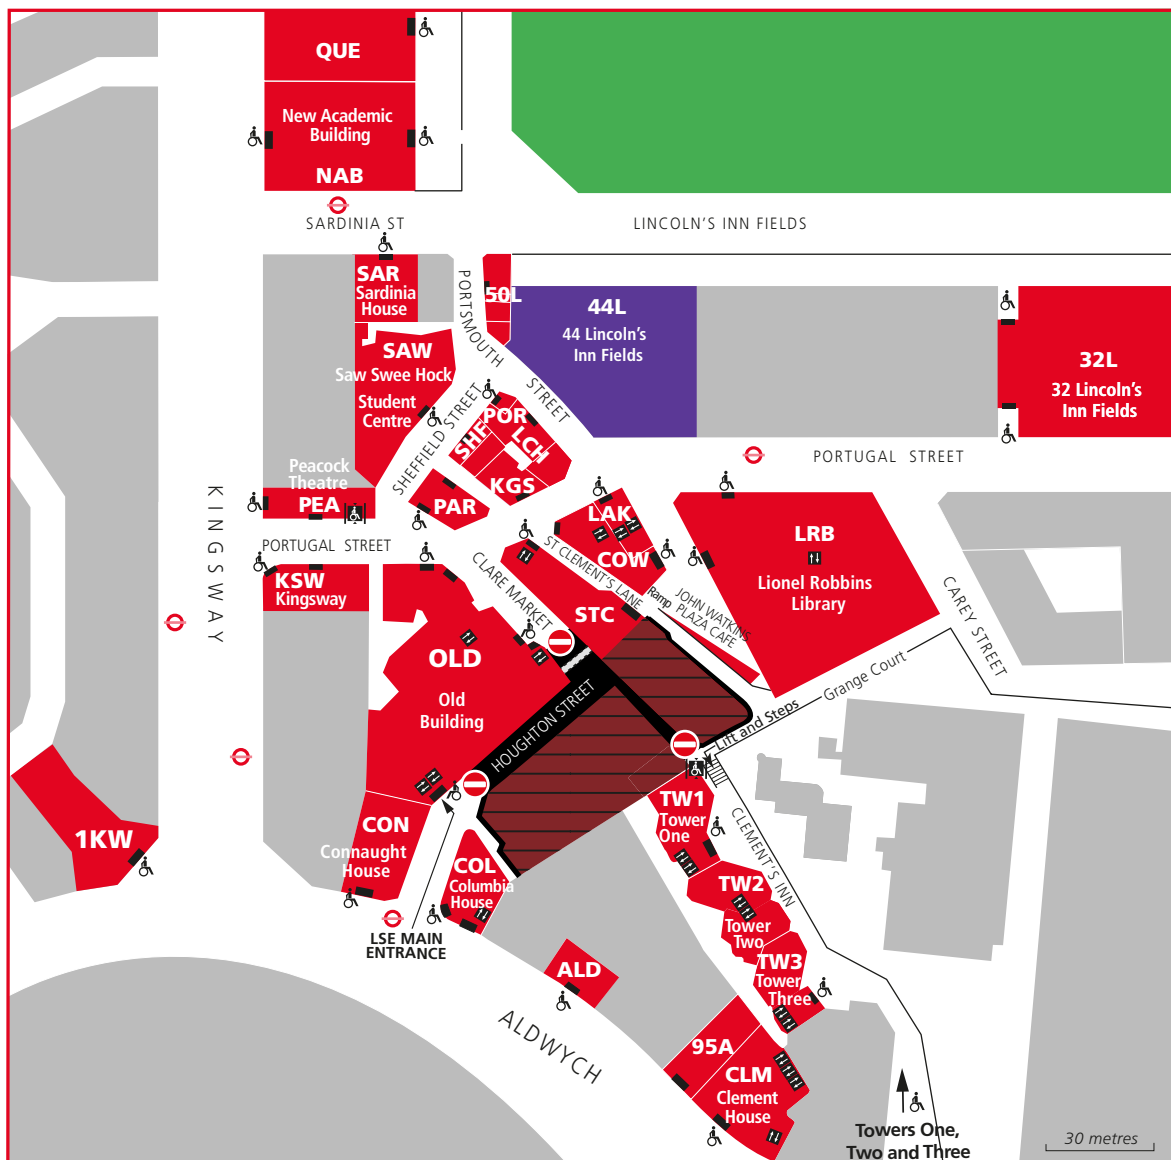 QUE
New Academic
Building
NAB
SARDINIA ST
LINCOLN'S INN FIELDS
SAR
Sardinia
House
PORTSMOUTH
STREET
50L
44L
44 Lincoln's
Inn Fields
32L
32 Lincoln's
Inn Fields
SAW
Saw Swee Hock
Student
Centre
SHEFFIELD STREET
POR
SHF
LCH
KGS
PAR
PORTUGAL STREET
Peacock
Theatre
PEA
PORTUGAL STREET
KINGSWAY
KSW
Kingsway
CLARE MARKET
ST CLEMENT'S LANE
LAK
COW
STC
Ramp
JOHN WATKINS
PLAZA CAFE
LRB
Lionel Robbins
Library
CAREY STREET
OLD
Old
Building
HOUGHTON STREET
Grange Court
Lift and Steps
1KW
CON
Connaught
House
COL
Columbia
House
LSE MAIN
ENTRANCE
TW1
Tower
One
CLEMENT'S INN
TW2
Tower
Two
TW3
Tower
Three
ALD
ALDWYCH
95A
CLM
Clement
House
Towers One,
Two and Three
30 metres